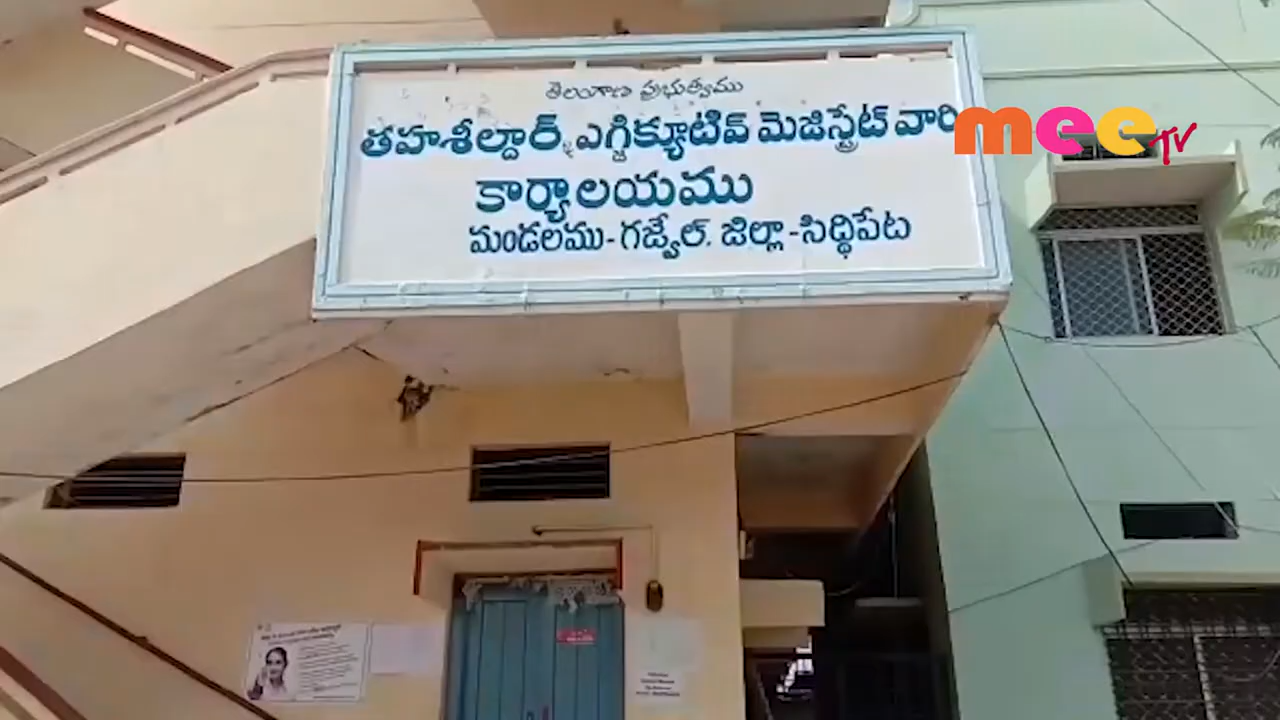 తెలంగాణ ప్రభుత్వము
తహశీల్దార్, ఎగ్జిక్యూటివ్ మెజిస్ట్రేట్ వారి
కార్యాలయము
మండలము-గజ్వేల్. జిల్లా-సిద్ధిపేట
mee TV